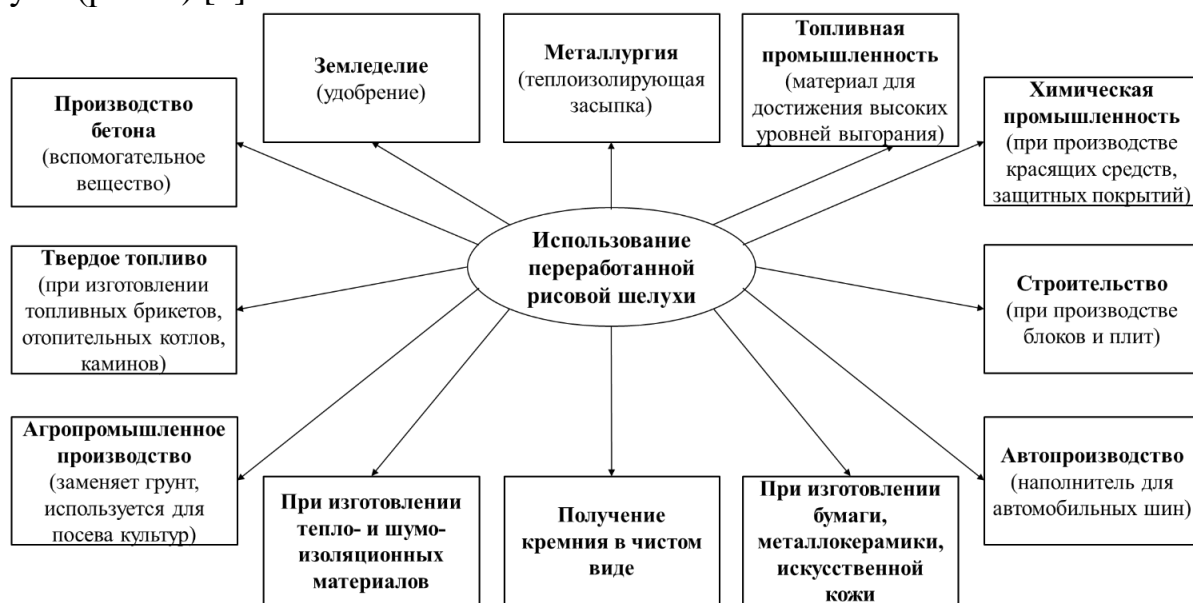 Земледелие
(удобрение)
Металлургия
(теплоизолирующая
засыпка)
Топливная
промышленность
(материал для
достижения высоких
уровней выгорания)
Производство
бетона
(вспомогательное
вещество)
Химическая
промышленность
(при производстве
красящих средств,
защитных покрытий)
Использование
переработанной
рисовой шелухи
Твердое топливо
(при изготовлении
топливных брикетов,
отопительных котлов,
каминов)
Строительство
(при производстве
блоков и плит)
Агропромышленное
производство
(заменяет грунт,
используется для
посева культур)
Автопроизводство
(наполнитель для
автомобильных шин)
При изготовлении
тепло- и шумо-
изоляционных
материалов
Получение
кремния в чистом
виде
При изготовлении
бумаги,
металлокерамики,
искусственной
кожи